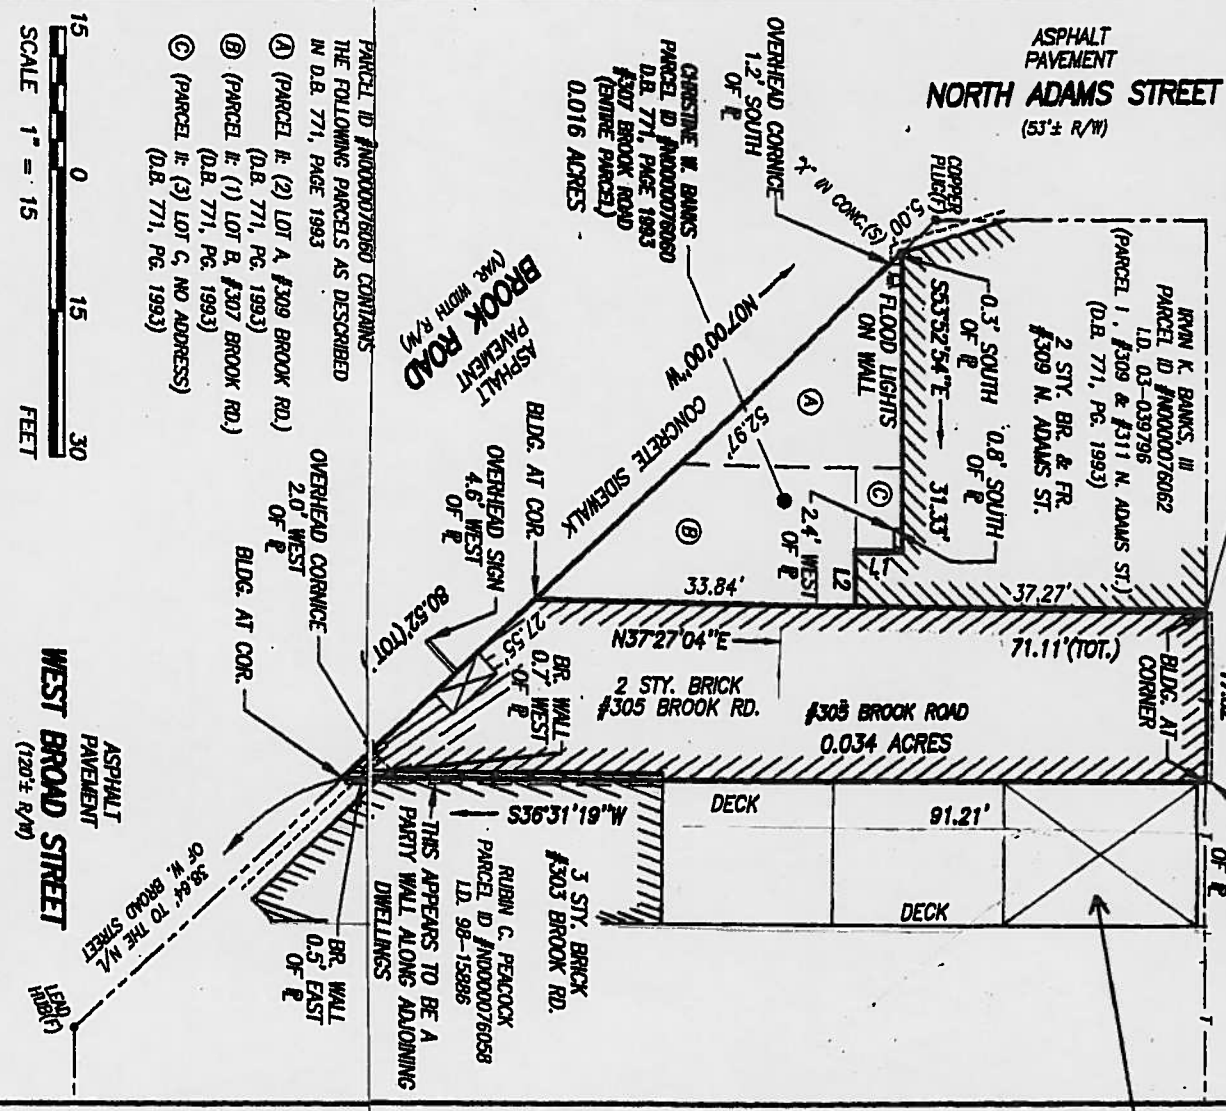 ASPHALT
PAVEMENT
NORTH ADAMS STREET
(53'± R/W)
COPPER
PLUG(F)
5.00'
"X" IN CONC.(S)
OVERHEAD CORNICE
1.2' SOUTH
OF PL
IRVIN K. BANKS, III
PARCEL ID #N0000076062
I.D. 03-039796
(PARCEL I, #309 & #311 N. ADAMS ST.)
(D.B. 771, PG. 1993)
2 STY. BR. & FR.
#309 N. ADAMS ST.
0.3' SOUTH
OF PL
0.8' SOUTH
OF PL
S53°52'54"E
31.33'
FLOOD LIGHTS
ON WALL
CHRISTINE W. BANKS
PARCEL ID #N0000076060
D.B. 771, PAGE 1993
#307 BROOK ROAD
(ENTIRE PARCEL)
0.016 ACRES
N07°00'00"W
52.97'
CONCRETE SIDEWALK
A
B
C
2.4' WEST
OF PL
L1
L2
33.84'
37.27'
BROOK ROAD
(VAR. WIDTH R/W)
ASPHALT
PAVEMENT
PARCEL ID #N0000076060 CONTAINS
THE FOLLOWING PARCELS AS DESCRIBED
IN D.B. 771, PAGE 1993
A (PARCEL II: (2) LOT A, #309 BROOK RD.)
(D.B. 771, PG. 1993)
B (PARCEL II: (1) LOT B, #307 BROOK RD.)
(D.B. 771, PG. 1993)
C (PARCEL II: (3) LOT C, NO ADDRESS)
(D.B. 771, PG. 1993)
15 0 15 30
SCALE 1" = 15 FEET
BLDG. AT COR.
OVERHEAD SIGN
4.6' WEST
OF PL
80.52'(TOT.
27.55'
OVERHEAD CORNICE
2.0' WEST
OF PL
BLDG. AT COR.
BR. WALL
0.7' WEST
OF PL
N37°27'04"E
71.11'(TOT.)
2 STY. BRICK
#305 BROOK RD.
#305 BROOK ROAD
0.034 ACRES
BLDG. AT
CORNER
S36°31'19"W
91.21'
DECK
DECK
OF PL
T
T
3 STY. BRICK
#303 BROOK RD.
RUBIN C. PEACOCK
PARCEL ID #N0000076058
I.D. 98-15886
THIS APPEARS TO BE A
PARTY WALL ALONG ADJOINING
DWELLINGS
BR. WALL
0.5' EAST
OF PL
ASPHALT
PAVEMENT
WEST BROAD STREET
(120'± R/W)
38.64' TO THE N/L
OF W. BROAD
STREET
LEAD
HUB(F)